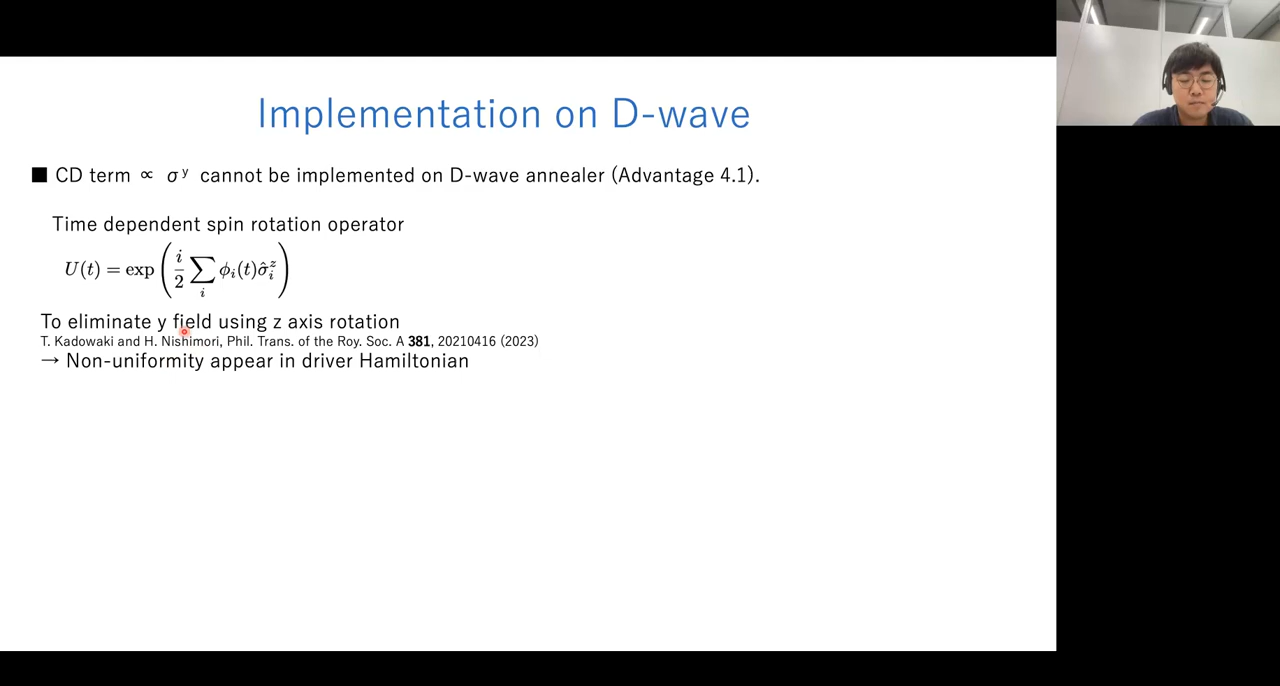 Implementation on D-wave
■ CD term ∝ σʸ cannot be implemented on D-wave annealer (Advantage 4.1).
Time dependent spin rotation operator
U(t) = exp ( i/2 ∑_i ϕ_i(t) σ̂_i^z )
To eliminate y field using z axis rotation
T. Kadowaki and H. Nishimori, Phil. Trans. of the Roy. Soc. A 381, 20210416 (2023)
→ Non-uniformity appear in driver Hamiltonian